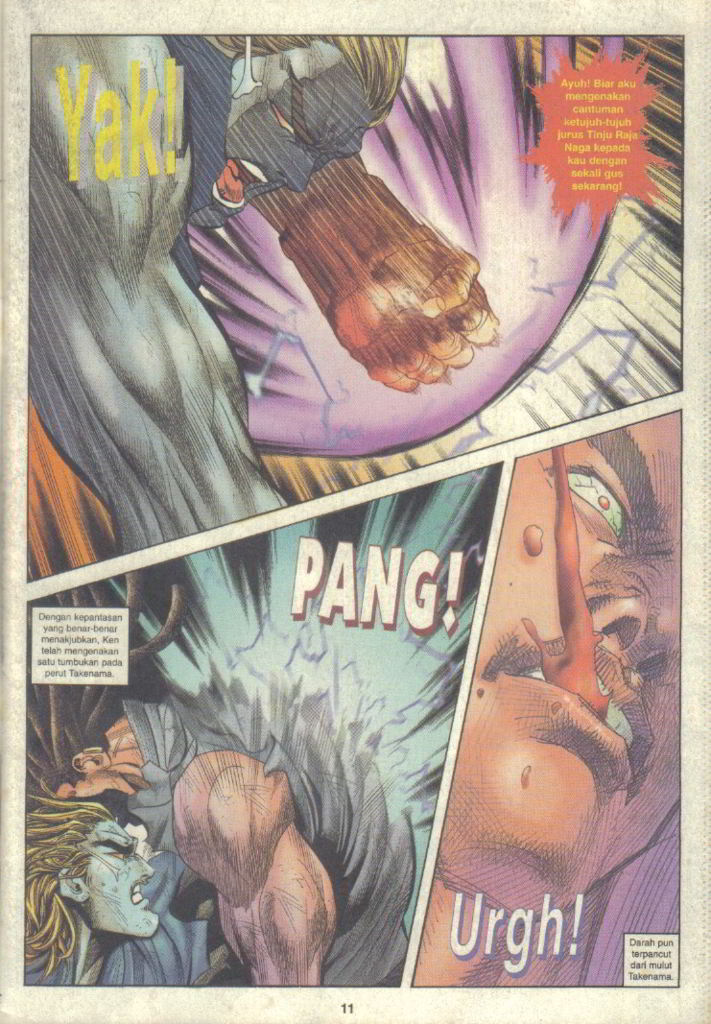 Yak!
Ayuh! Biar aku
mengenakan
cantuman
ketujuh-tujuh
jurus Tinju Raja
Naga kepada
kau dengan
sekali gus
sekarang!
PANG!
Dengan kepantasan
yang benar-benar
menakjubkan, Ken
telah mengenakan
satu tumbukan pada
perut Takenama.
Urgh!
Darah pun
terpancut
dari mulut
Takenama.
11